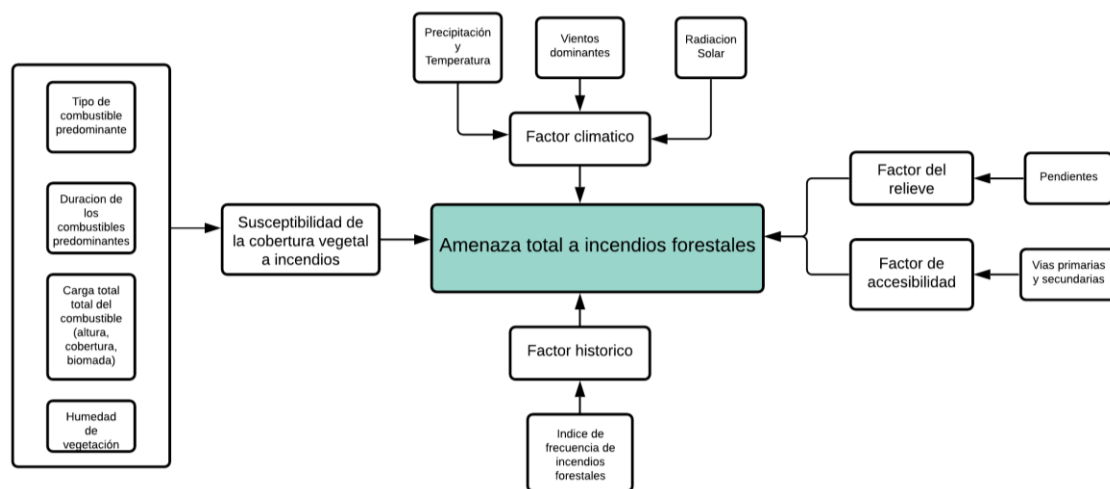 Precipitación
y
Temperatura
Vientos
dominantes
Radiacion
Solar
Tipo de
combustible
predominante
Duracion de
los
combustibles
predominantes
Carga total
total del
combustible
(altura,
cobertura,
biomada)
Humedad
de
vegetación
Susceptibilidad de
la cobertura vegetal
a incendios
Factor climatico
Amenaza total a incendios forestales
Factor historico
Indice de
frecuencia de
incendios
forestales
Factor del
relieve
Pendientes
Factor de
accesibilidad
Vias primarias
y secundarias